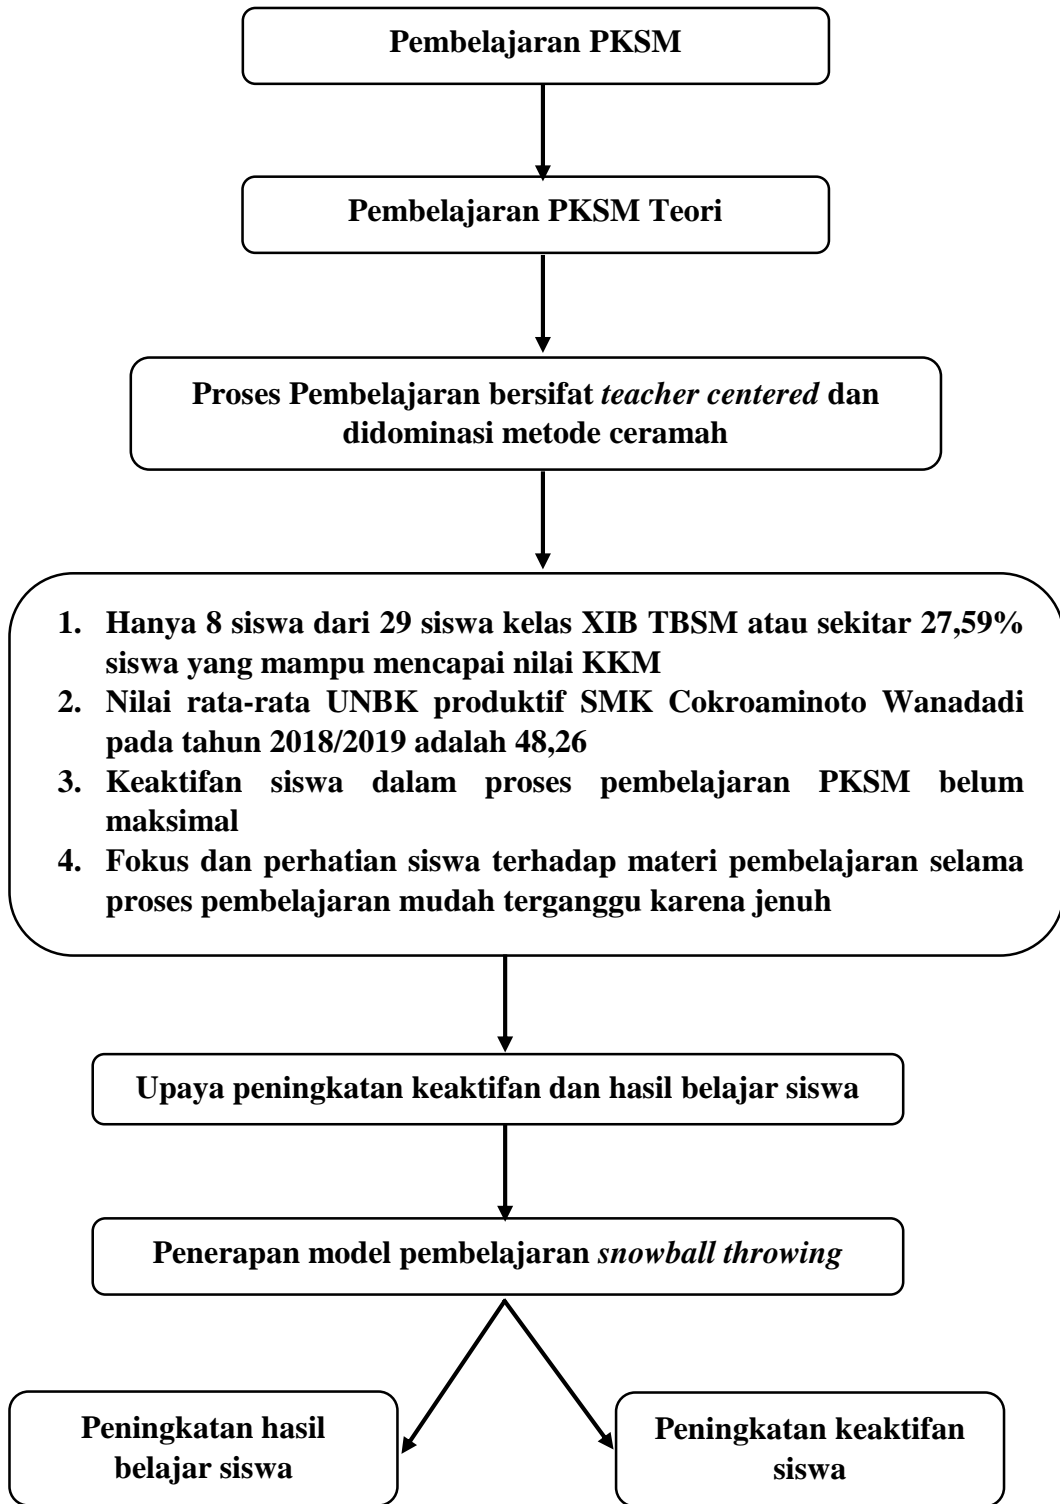 Pembelajaran PKSM
Pembelajaran PKSM Teori
Proses Pembelajaran bersifat teacher centered dan
didominasi metode ceramah
1. Hanya 8 siswa dari 29 siswa kelas XIB TBSM atau sekitar 27,59%
siswa yang mampu mencapai nilai KKM
2. Nilai rata-rata UNBK produktif SMK Cokroaminoto Wanadadi
pada tahun 2018/2019 adalah 48,26
3. Keaktifan siswa dalam proses pembelajaran PKSM belum
maksimal
4. Fokus dan perhatian siswa terhadap materi pembelajaran selama
proses pembelajaran mudah terganggu karena jenuh
Upaya peningkatan keaktifan dan hasil belajar siswa
Penerapan model pembelajaran snowball throwing
Peningkatan hasil
belajar siswa
Peningkatan keaktifan
siswa